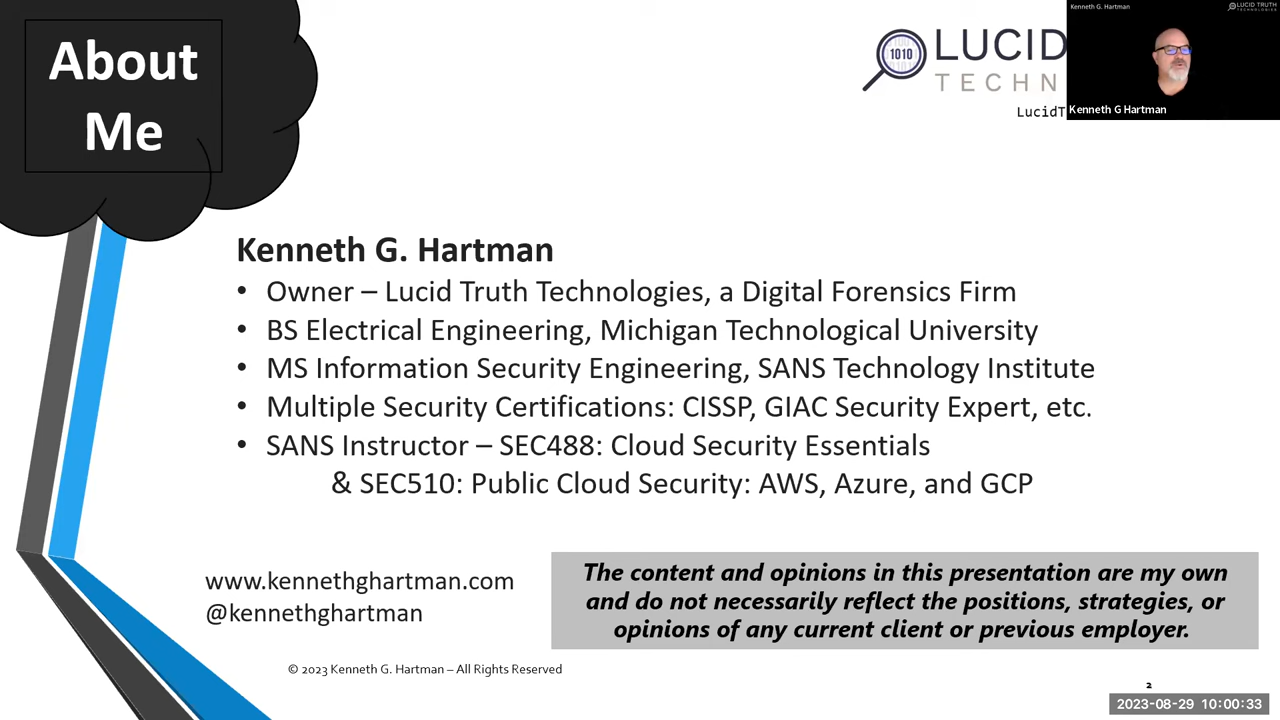 About
Me
LUCID
TECHN
LucidT
Kenneth G. Hartman
LUCID TRUTH
TECHNOLOGIES
1010
Kenneth G Hartman
Kenneth G. Hartman
• Owner – Lucid Truth Technologies, a Digital Forensics Firm
• BS Electrical Engineering, Michigan Technological University
• MS Information Security Engineering, SANS Technology Institute
• Multiple Security Certifications: CISSP, GIAC Security Expert, etc.
• SANS Instructor – SEC488: Cloud Security Essentials
& SEC510: Public Cloud Security: AWS, Azure, and GCP
www.kennethghartman.com
@kennethghartman
The content and opinions in this presentation are my own
and do not necessarily reflect the positions, strategies, or
opinions of any current client or previous employer.
© 2023 Kenneth G. Hartman – All Rights Reserved
2
2023-08-29 10:00:33